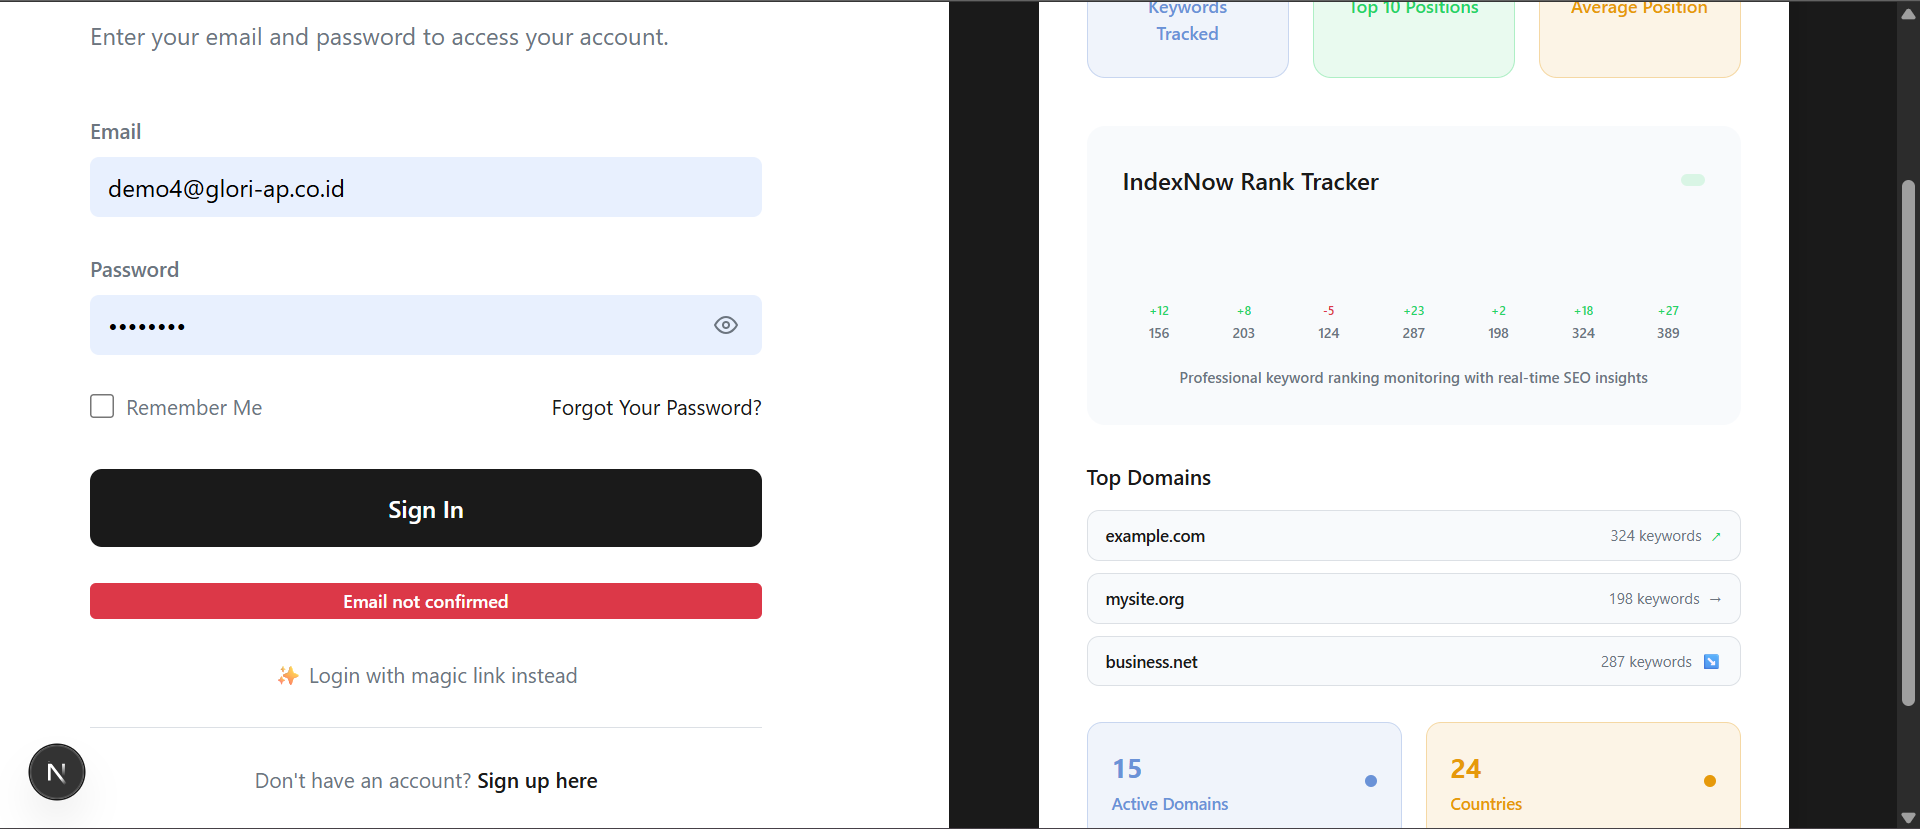 Enter your email and password to access your account.
Email
demo4@glori-ap.co.id
Password
••••••••
Remember Me
Forgot Your Password?
Sign In
Email not confirmed
✨ Login with magic link instead
Don't have an account? Sign up here
N
Keywords
Tracked
Top 10 Positions
Average Position
IndexNow Rank Tracker
+12 +8 -5 +23 +2 +18 +27
156 203 124 287 198 324 389
Professional keyword ranking monitoring with real-time SEO insights
Top Domains
example.com 324 keywords ↗
mysite.org 198 keywords →
business.net 287 keywords ↘
15
Active Domains
24
Countries